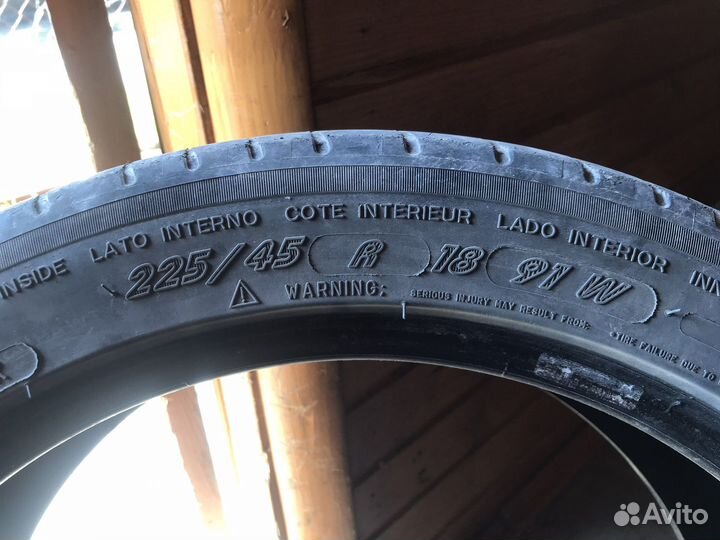 INSIDE LATO INTERNO COTE INTERIEUR LADO INTERIOR INN
225/45 R 18 91 W
WARNING: SERIOUS INJURY MAY RESULT FROM: •TIRE FAILURE DUE TO
Avito